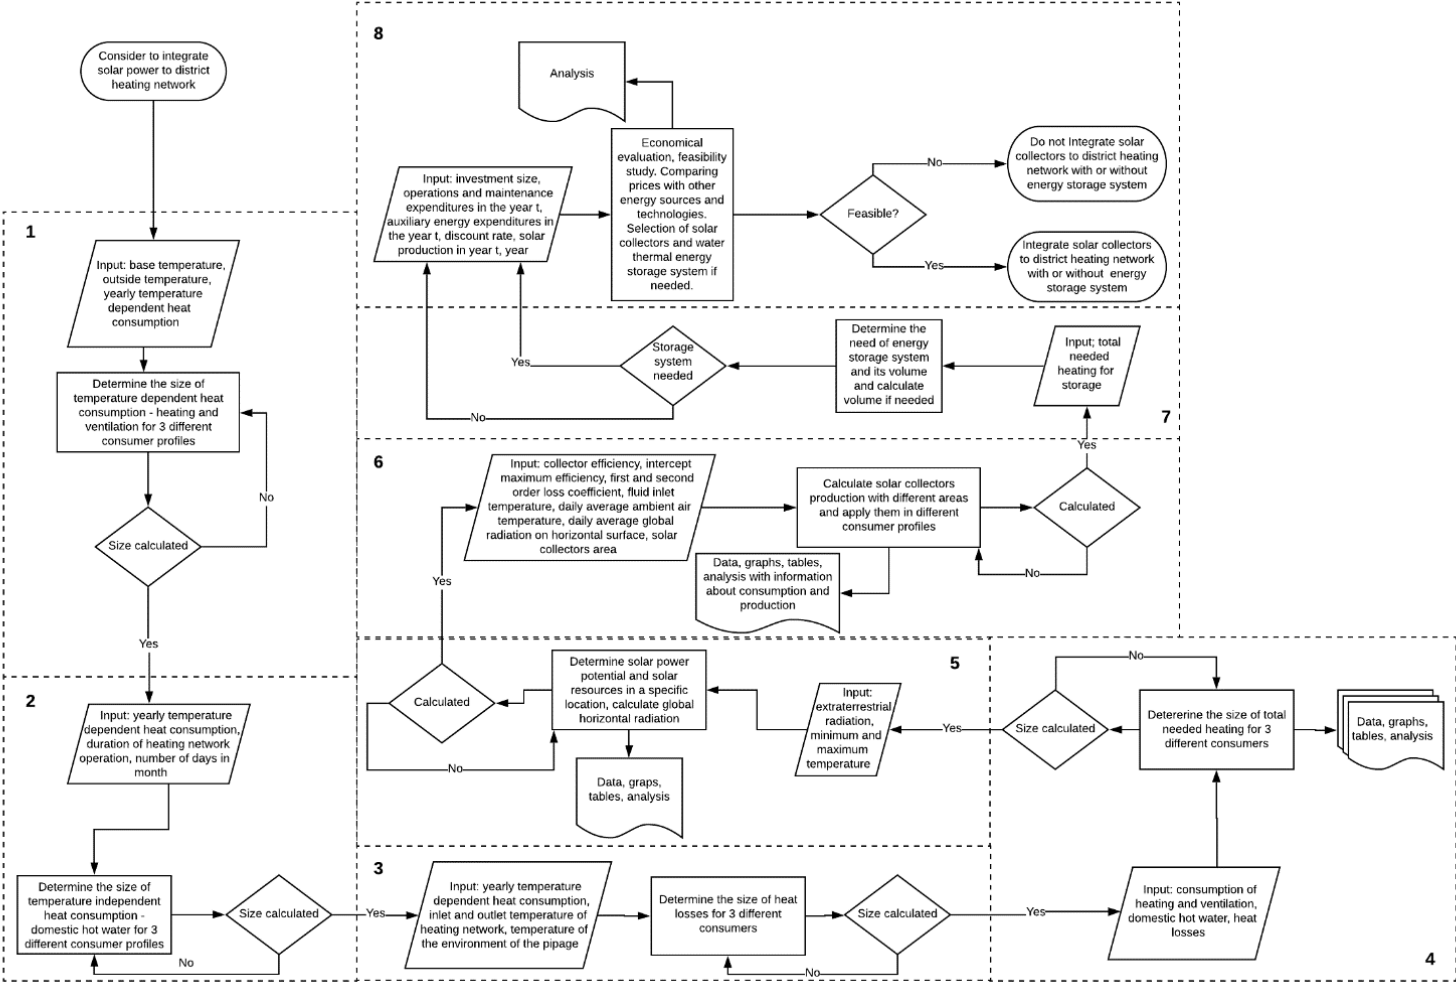 Consider to integrate
solar power to district
heating network
1
Input: base temperature,
outside temperature,
yearly temperature
dependent heat
consumption
Determine the size of
temperature dependent heat
consumption - heating and
ventilation for 3 different
consumer profiles
No
Size calculated
Yes
2
Input: yearly temperature
dependent heat consumption,
duration of heating network
operation, number of days in
month
Determine the size of
temperature independent
heat consumption -
domestic hot water for 3
different consumer profiles
Size calculated
No
Yes
3
Input: yearly temperature
dependent heat consumption,
inlet and outlet temperature of
heating network, temperature of
the environment of the pipage
Determine the size of heat
losses for 3 different
consumers
Size calculated
No
Yes
4
Input: consumption of
heating and ventilation,
domestic hot water, heat
losses
Detererine the size of total
needed heating for 3
different consumers
Data, graphs,
tables, analysis
No
Size calculated
Yes
5
Input:
extraterrestrial
radiation,
minimum and
maximum
temperature
Determine solar power
potential and solar
resources in a specific
location, calculate global
horizontal radiation
Data, graps,
tables, analysis
Calculated
No
Yes
6
Input: collector efficiency, intercept
maximum efficiency, first and second
order loss coefficient, fluid inlet
temperature, daily average ambient air
temperature, daily average global
radiation on horizontal surface, solar
collectors area
Calculate solar collectors
production with different areas
and apply them in different
consumer profiles
Data, graphs, tables,
analysis with information
about consumption and
production
Calculated
No
Yes
7
Input; total
needed
heating for
storage
Determine the
need of energy
storage system
and its volume
and calculate
volume if needed
Storage
system
needed
Yes
No
8
Input: investment size,
operations and maintenance
expenditures in the year t,
auxiliary energy expenditures in
the year t, discount rate, solar
production in year t, year
Analysis
Economical
evaluation, feasibility
study. Comparing
prices with other
energy sources and
technologies.
Selection of solar
collectors and water
thermal energy
storage system if
needed.
Feasible?
No
Do not Integrate solar
collectors to district heating
network with or without
energy storage system
Yes
Integrate solar collectors
to district heating network
with or without energy
storage system